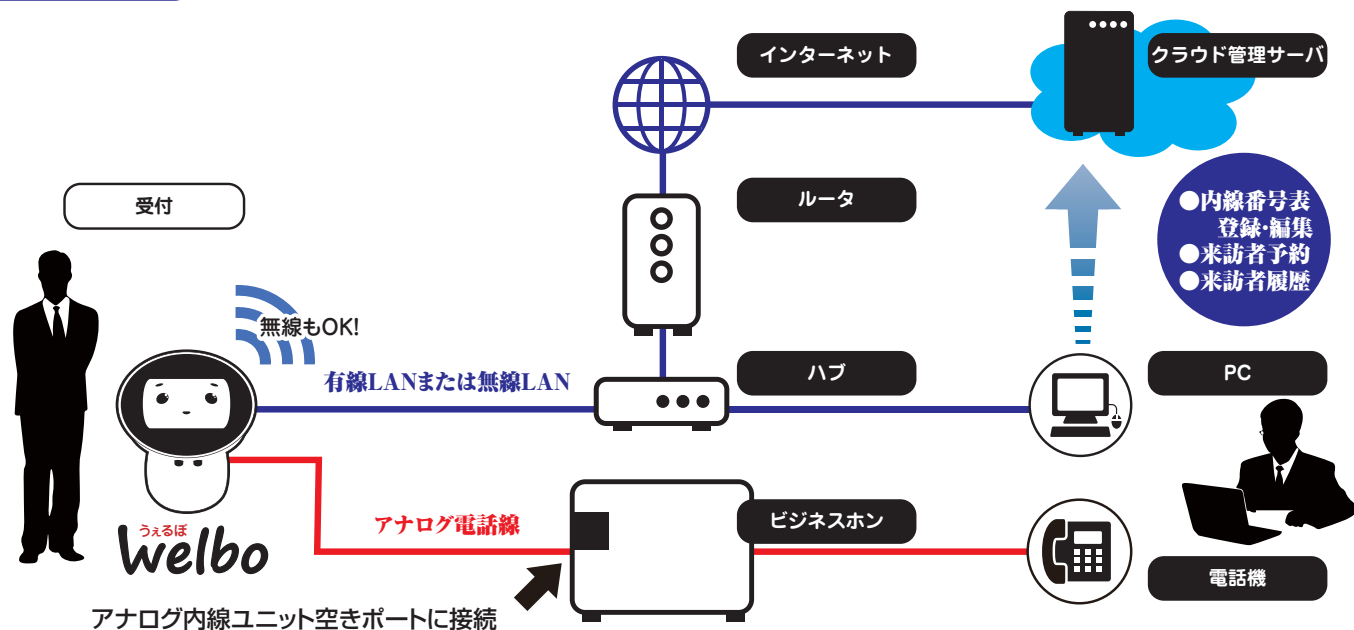 インターネット
クラウド管理サーバ
受付
ルータ
●内線番号表
登録・編集
●来訪者予約
●来訪者履歴
無線もOK!
有線LANまたは無線LAN
ハブ
PC
アナログ電話線
ビジネスホン
うぇるぼ
welbo
電話機
アナログ内線ユニット空きポートに接続